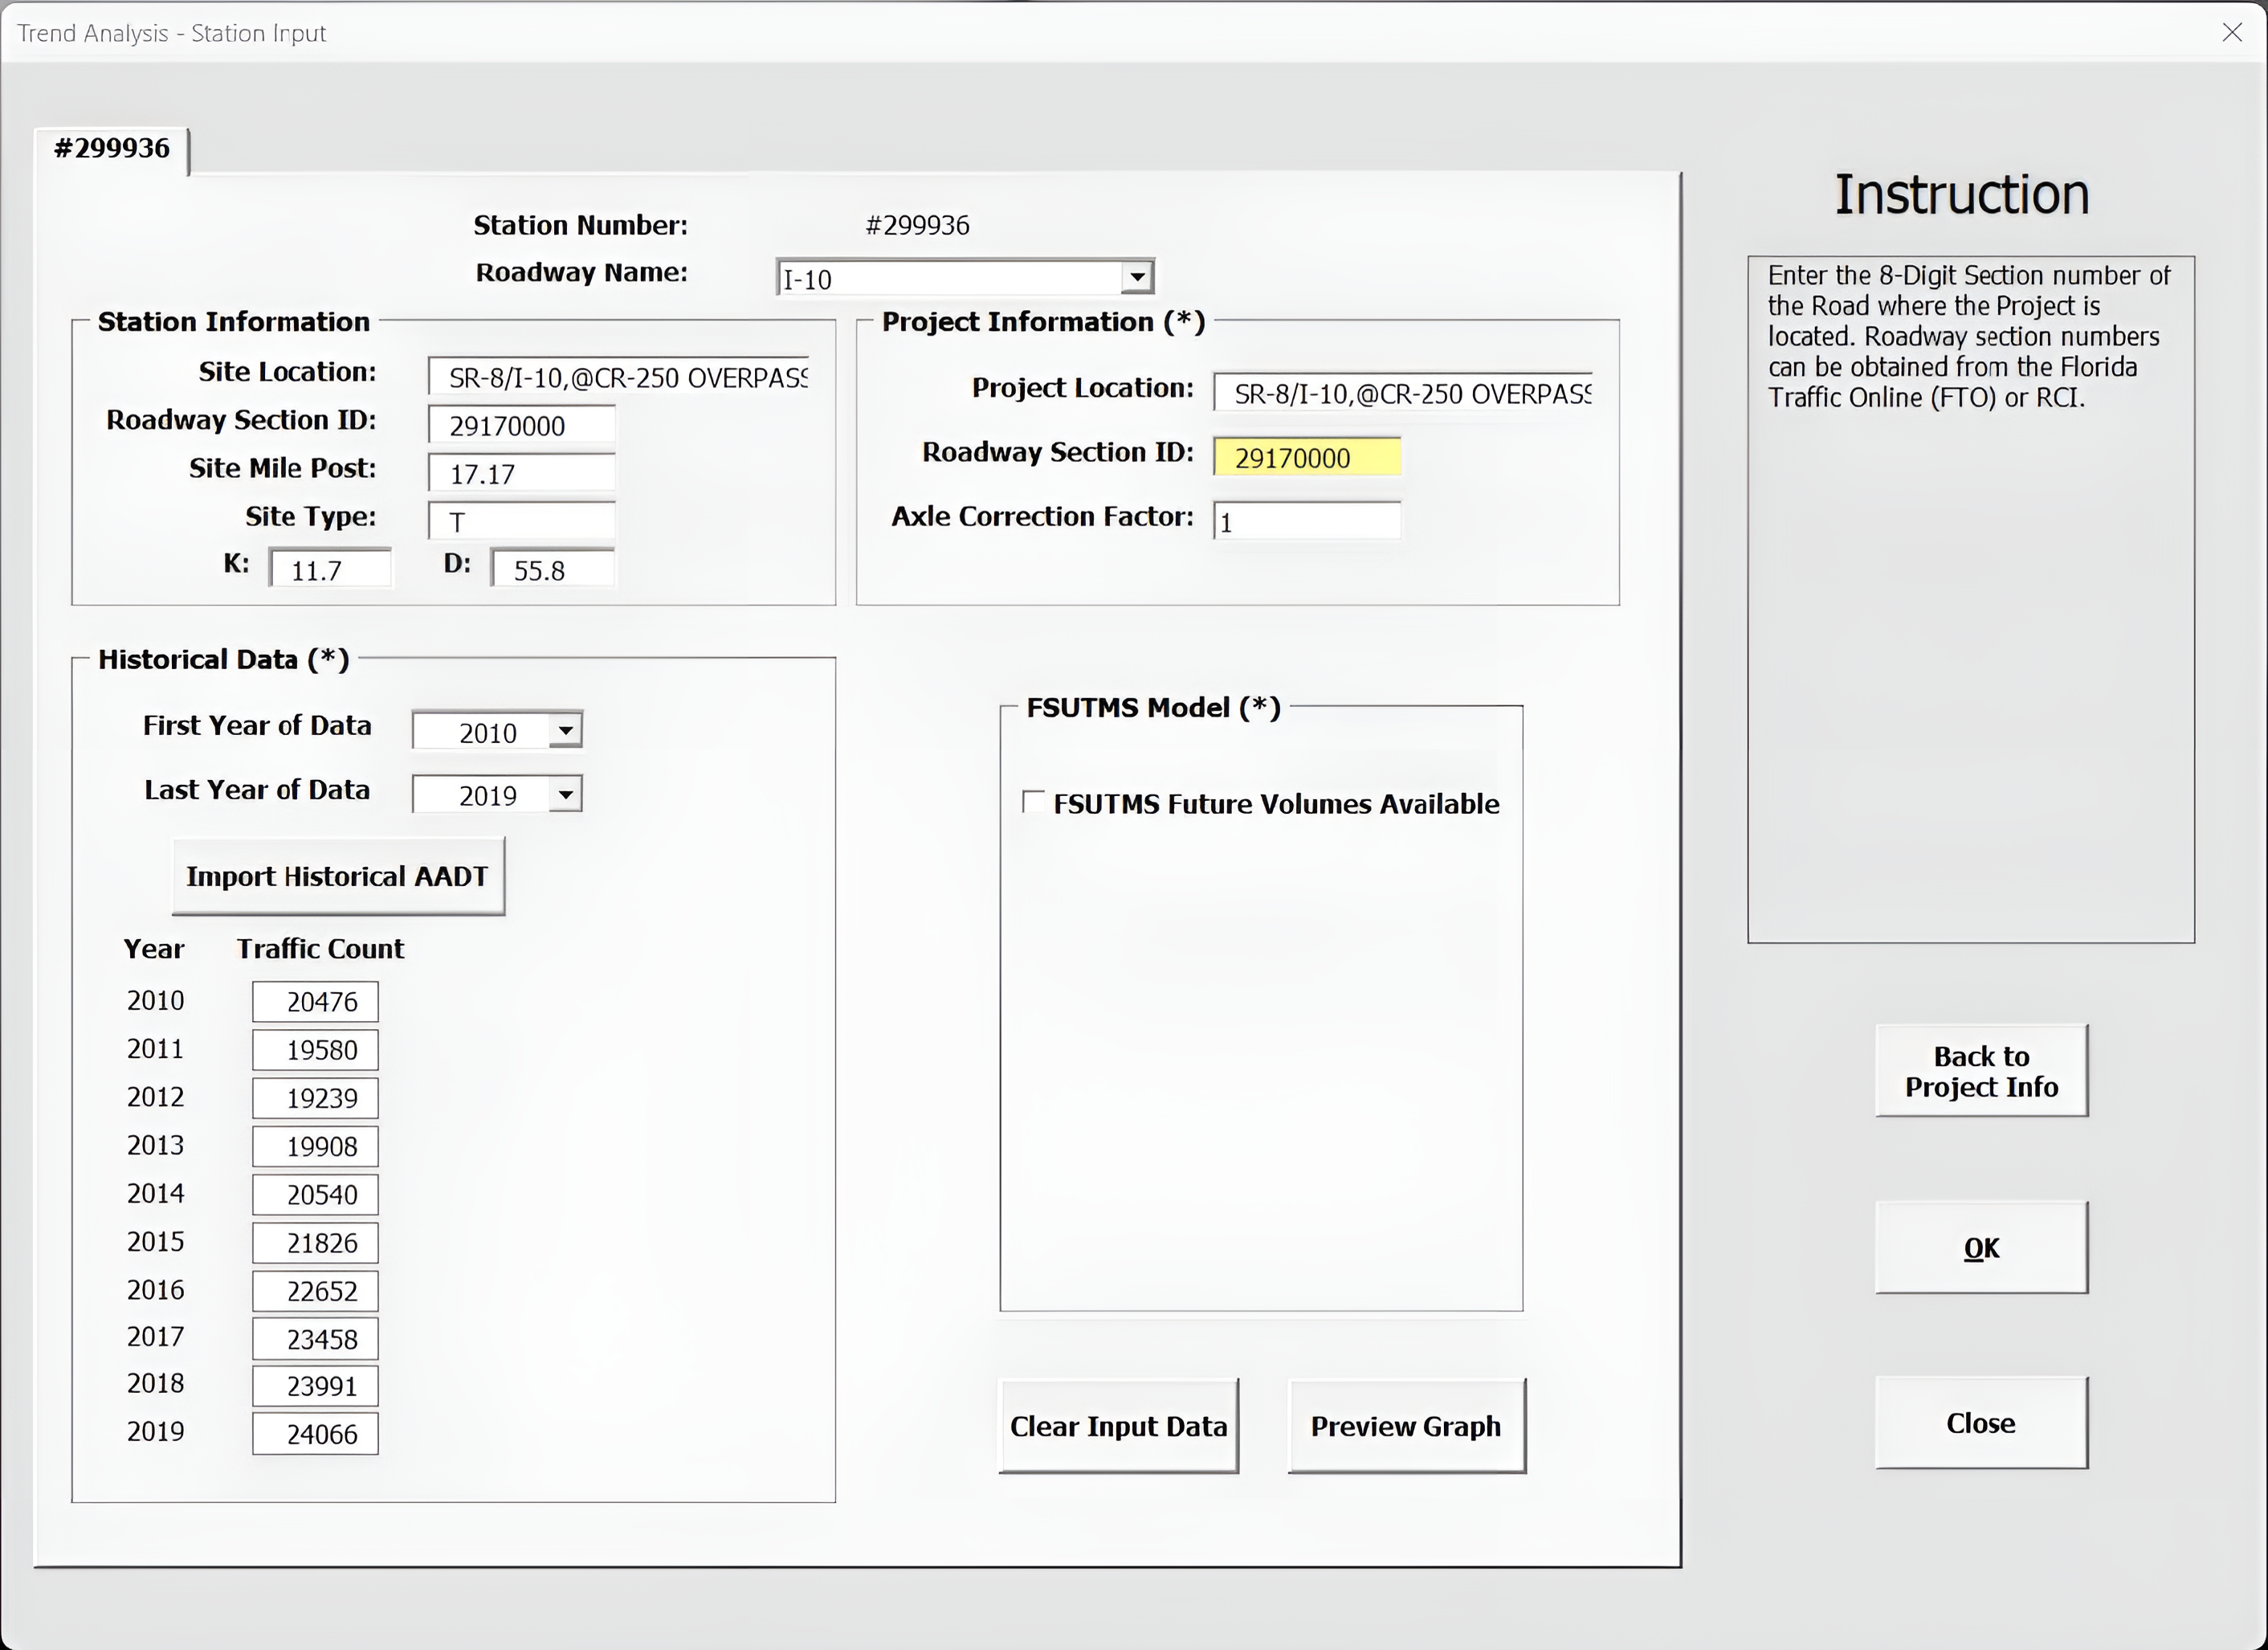 Trend Analysis - Station Input
#299936
Station Number: #299936
Roadway Name: I-10
Station Information
Site Location: SR-8/I-10,@CR-250 OVERPASS
Roadway Section ID: 29170000
Site Mile Post: 17.17
Site Type: T
K: 11.7 D: 55.8
Project Information (*)
Project Location: SR-8/I-10,@CR-250 OVERPASS
Roadway Section ID: 29170000
Axle Correction Factor: 1
Historical Data (*)
First Year of Data 2010
Last Year of Data 2019
Import Historical AADT
Year Traffic Count
2010 20476
2011 19580
2012 19239
2013 19908
2014 20540
2015 21826
2016 22652
2017 23458
2018 23991
2019 24066
FSUTMS Model (*)
FSUTMS Future Volumes Available
Clear Input Data
Preview Graph
Instruction
Enter the 8-Digit Section number of
the Road where the Project is
located. Roadway section numbers
can be obtained from the Florida
Traffic Online (FTO) or RCI.
Back to
Project Info
OK
Close